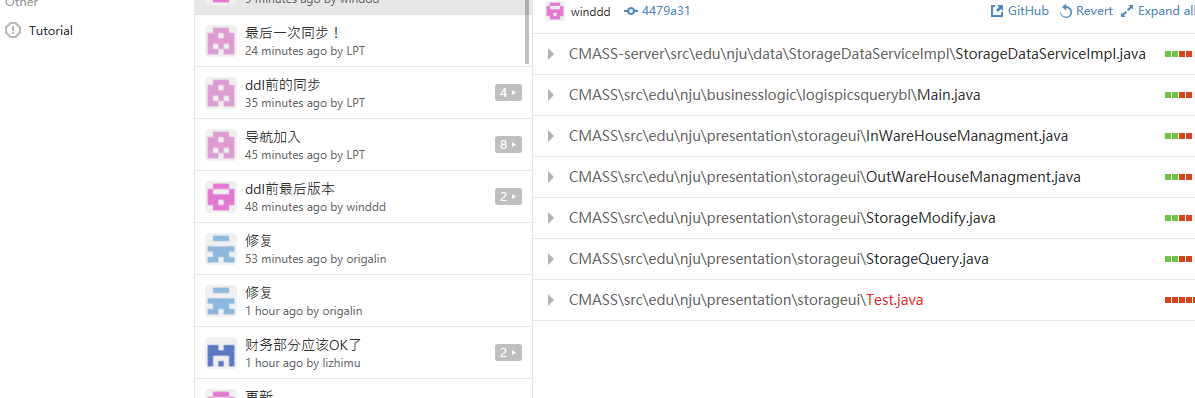 Other
Tutorial
9 minutes ago by winddd
最后一次同步！
24 minutes ago by LPT
ddl前的同步
35 minutes ago by LPT
4
导航加入
45 minutes ago by LPT
8
ddl前最后版本
48 minutes ago by winddd
2
修复
53 minutes ago by origalin
修复
1 hour ago by origalin
财务部分应该OK了
1 hour ago by lizhimu
2
更新
winddd 4479a31 GitHub Revert Expand all
CMASS-server\src\edu\nju\data\StorageDataServiceImpl\StorageDataServiceImpl.java
CMASS\src\edu\nju\businesslogic\logispicsquerybl\Main.java
CMASS\src\edu\nju\presentation\storageui\InWareHouseManagment.java
CMASS\src\edu\nju\presentation\storageui\OutWareHouseManagment.java
CMASS\src\edu\nju\presentation\storageui\StorageModify.java
CMASS\src\edu\nju\presentation\storageui\StorageQuery.java
CMASS\src\edu\nju\presentation\storageui\Test.java